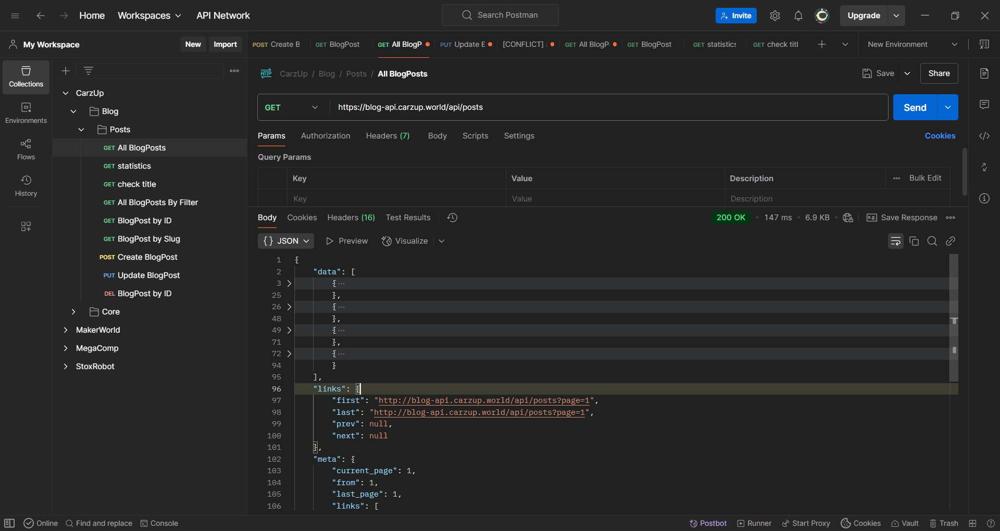 Home
Workspaces
API Network
Search Postman
Invite
Upgrade
My Workspace
New
Import
POST Create B
GET BlogPost
GET All BlogP
PUT Update E
[CONFLICT]
GET All BlogP
GET BlogPost
GET statistics
GET check titl
New Environment
Collections
Environments
Flows
History
CarzUp
Blog
Posts
GET All BlogPosts
GET statistics
GET check title
GET All BlogPosts By Filter
GET BlogPost by ID
GET BlogPost by Slug
POST Create BlogPost
PUT Update BlogPost
DEL BlogPost by ID
Core
MakerWorld
MegaComp
StoxRobot
HTTP CarzUp / Blog / Posts / All BlogPosts
Save
Share
GET
https://blog-api.carzup.world/api/posts
Send
Params
Authorization
Headers (7)
Body
Scripts
Settings
Cookies
Query Params
Key
Value
Description
Bulk Edit
Key
Value
Description
Body
Cookies
Headers (16)
Test Results
200 OK
147 ms
6.9 KB
e.g. Save Response
{} JSON
Preview
Visualize
1 {
2 "data": [
3 { ···
25 },
26 { ···
48 },
49 { ···
71 },
72 { ···
94 }
95 ],
96 "links": {
97 "first": "http://blog-api.carzup.world/api/posts?page=1",
98 "last": "http://blog-api.carzup.world/api/posts?page=1",
99 "prev": null,
100 "next": null
101 },
102 "meta": {
103 "current_page": 1,
104 "from": 1,
105 "last_page": 1,
106 "links": [
Online
Find and replace
Console
Postbot
Runner
Start Proxy
Cookies
Vault
Trash